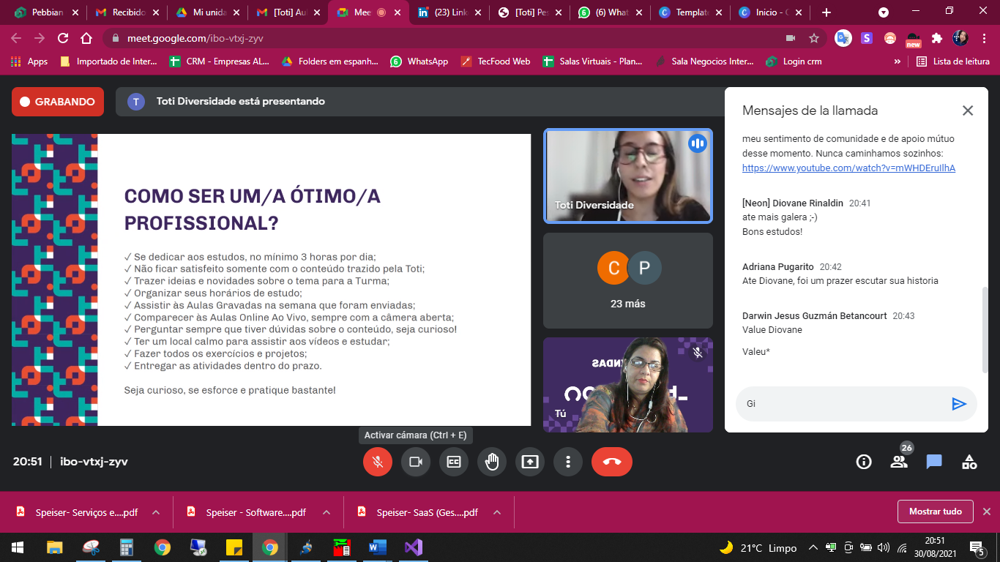 Pebbian
Recibido
Mi unida
[Toti] Au
Mee
(23) Link
[Toti] Pe
(6) What
Template
Inicio - C
meet.google.com/ibo-vtxj-zyv
new
Apps
Importado de Inter...
CRM - Empresas AL...
Folders em espanh...
WhatsApp
TecFood Web
Salas Virtuais - Plan...
Sala Negocios Inter...
Login crm
»
Lista de leitura
GRABANDO
T
Toti Diversidade está presentando
COMO SER UM/A ÓTIMO/A
PROFISSIONAL?
✓ Se dedicar aos estudos, no mínimo 3 horas por dia;
✓ Não ficar satisfeito somente com o conteúdo trazido pela Toti;
✓ Trazer ideias e novidades sobre o tema para a Turma;
✓ Organizar seus horários de estudo;
✓ Assistir às Aulas Gravadas na semana que foram enviadas;
✓ Comparecer às Aulas Online Ao Vivo, sempre com a câmera aberta;
✓ Perguntar sempre que tiver dúvidas sobre o conteúdo, seja curioso!
✓ Ter um local calmo para assistir aos vídeos e estudar;
✓ Fazer todos os exercícios e projetos;
✓ Entregar as atividades dentro do prazo.
Seja curioso, se esforce e pratique bastante!
Toti Diversidade
C P
23 más
Tú
Mensajes de la llamada
meu sentimento de comunidade e de apoio mútuo
desse momento. Nunca caminhamos sozinhos:
https://www.youtube.com/watch?v=mWHDEruIlhA
[Neon] Diovane Rinaldin 20:41
ate mais galera ;-)
Bons estudos!
Adriana Pugarito 20:42
Ate Diovane, foi um prazer escutar sua historia
Darwin Jesus Guzmán Betancourt 20:43
Value Diovane
Valeu*
Gi
Activar cámara (Ctrl + E)
20:51 | ibo-vtxj-zyv
26
Speiser- Serviços e....pdf
Speiser - Software....pdf
Speiser- SaaS (Ges....pdf
Mostrar tudo
21°C Limpo
20:51
30/08/2021
5